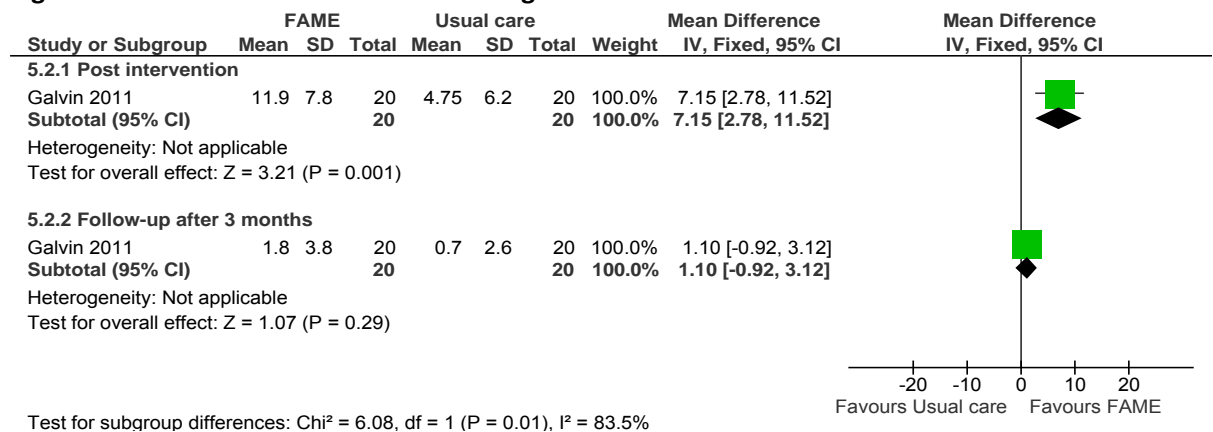 FAME Usual care Mean Difference Mean Difference
Study or Subgroup Mean SD Total Mean SD Total Weight IV, Fixed, 95% CI IV, Fixed, 95% CI
5.2.1 Post intervention
Galvin 2011 11.9 7.8 20 4.75 6.2 20 100.0% 7.15 [2.78, 11.52]
Subtotal (95% CI) 20 20 100.0% 7.15 [2.78, 11.52]
Heterogeneity: Not applicable
Test for overall effect: Z = 3.21 (P = 0.001)
5.2.2 Follow-up after 3 months
Galvin 2011 1.8 3.8 20 0.7 2.6 20 100.0% 1.10 [-0.92, 3.12]
Subtotal (95% CI) 20 20 100.0% 1.10 [-0.92, 3.12]
Heterogeneity: Not applicable
Test for overall effect: Z = 1.07 (P = 0.29)
-20 -10 0 10 20
Favours Usual care Favours FAME
Test for subgroup differences: Chi² = 6.08, df = 1 (P = 0.01), I² = 83.5%